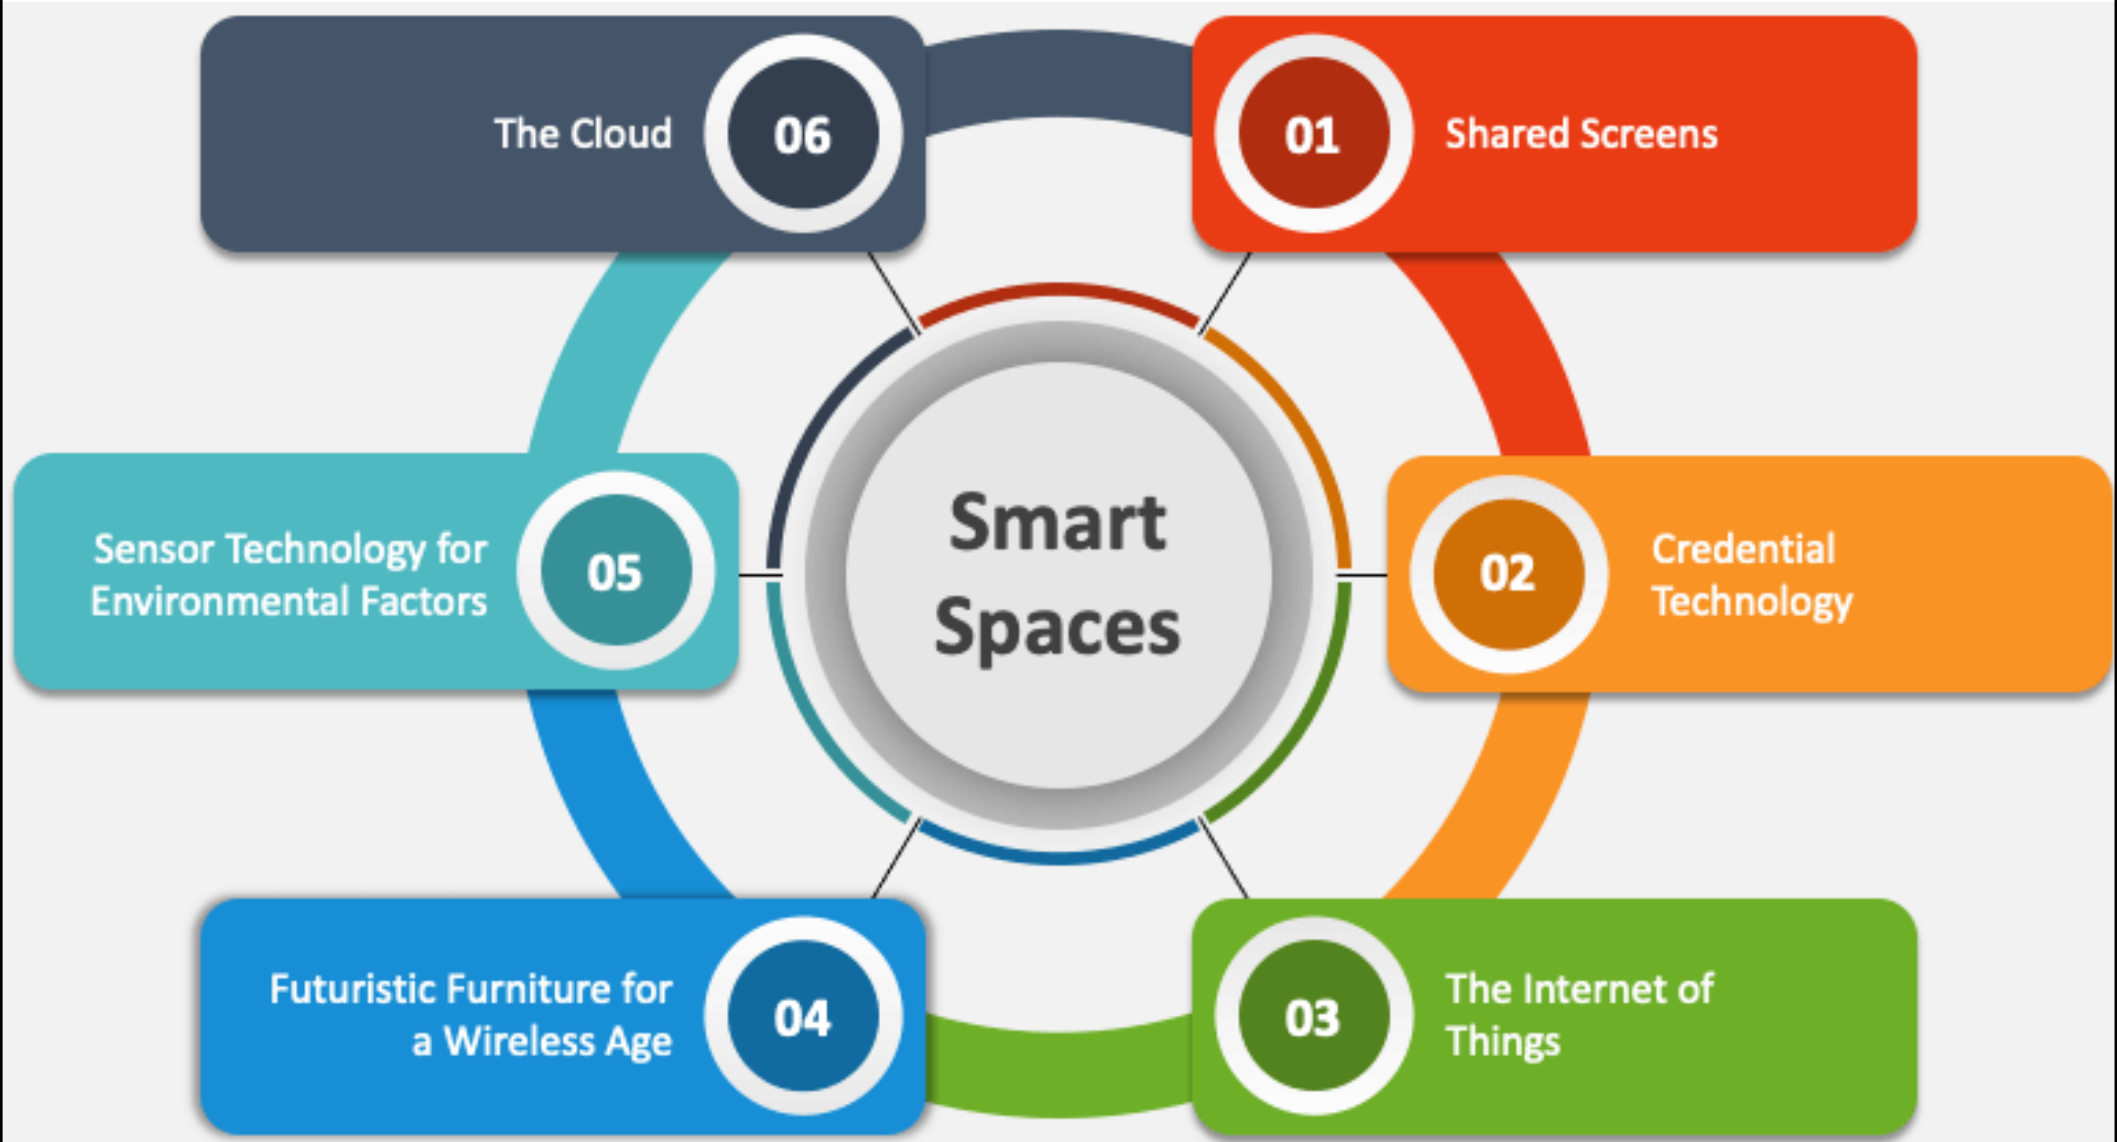 Smart
Spaces
01
Shared Screens
02
Credential
Technology
03
The Internet of
Things
04
Futuristic Furniture for
a Wireless Age
05
Sensor Technology for
Environmental Factors
06
The Cloud